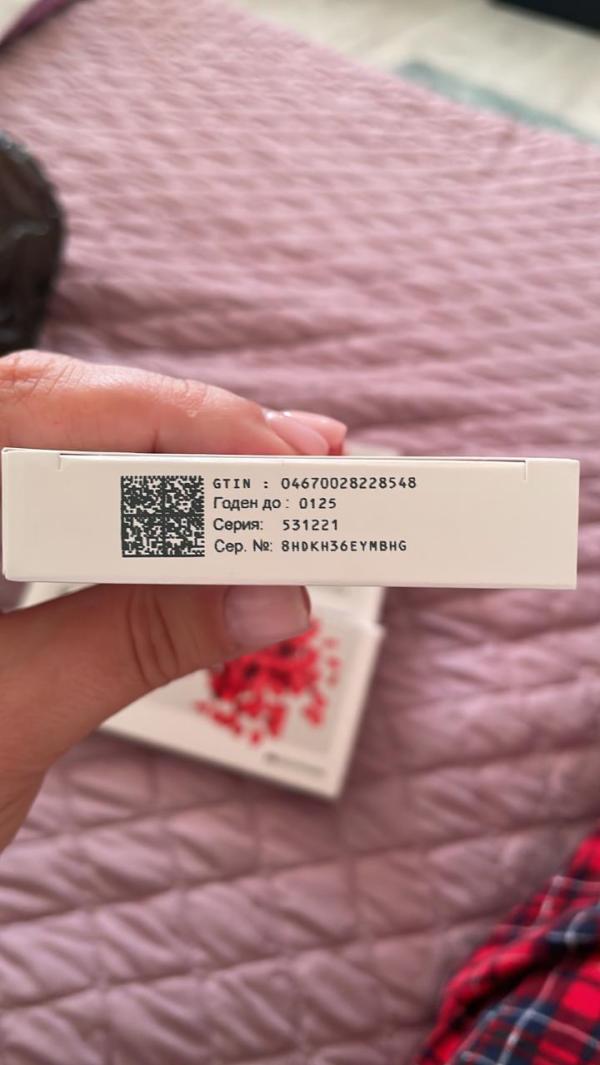 GTIN : 04670028228548
Годен до : 0125
Серия: 531221
Сер. №: 8HDKH36EYMBHG